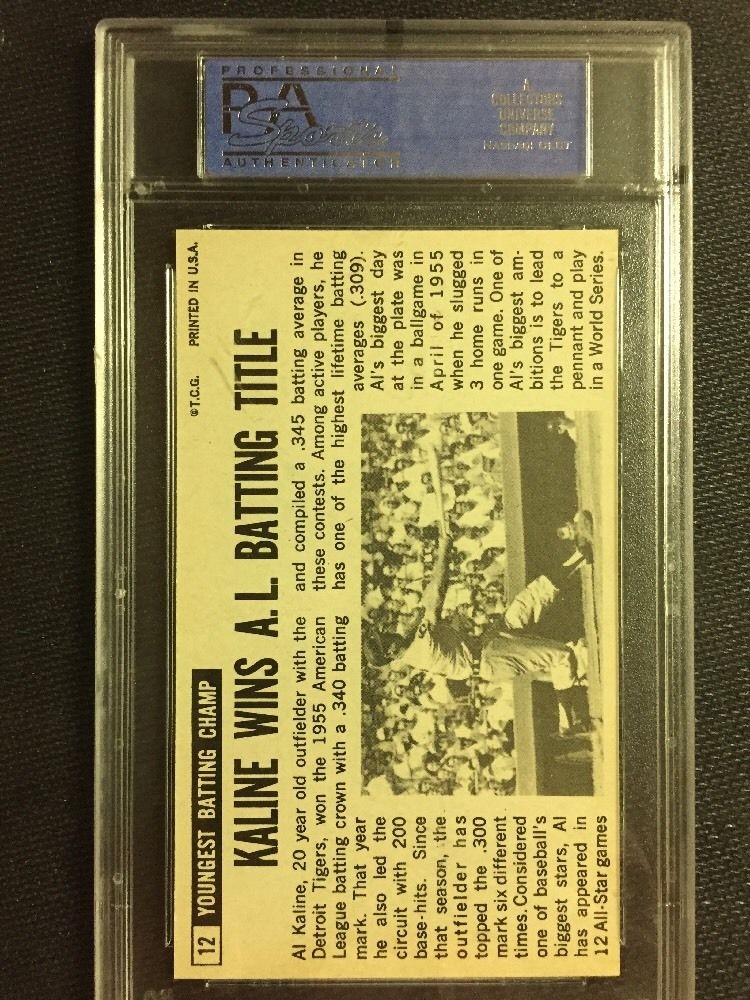 PROFESSIONAL
PSA
Sports
AUTHENTICATOR
A
COLLECTORS
UNIVERSE
COMPANY
NASDAQ: CLCT
12 YOUNGEST BATTING CHAMP
©T.C.G. PRINTED IN U.S.A.
KALINE WINS A.L. BATTING TITLE
Al Kaline, 20 year old outfielder with the
Detroit Tigers, won the 1955 American
League batting crown with a .340 batting
mark. That year
he also led the
circuit with 200
base-hits. Since
that season, the
outfielder has
topped the .300
mark six different
times. Considered
one of baseball's
biggest stars, Al
has appeared in
12 All-Star games
and compiled a .345 batting average in
these contests. Among active players, he
has one of the highest lifetime batting
averages (.309).
Al's biggest day
at the plate was
in a ballgame in
April of 1955
when he slugged
3 home runs in
one game. One of
Al's biggest am-
bitions is to lead
the Tigers to a
pennant and play
in a World Series.